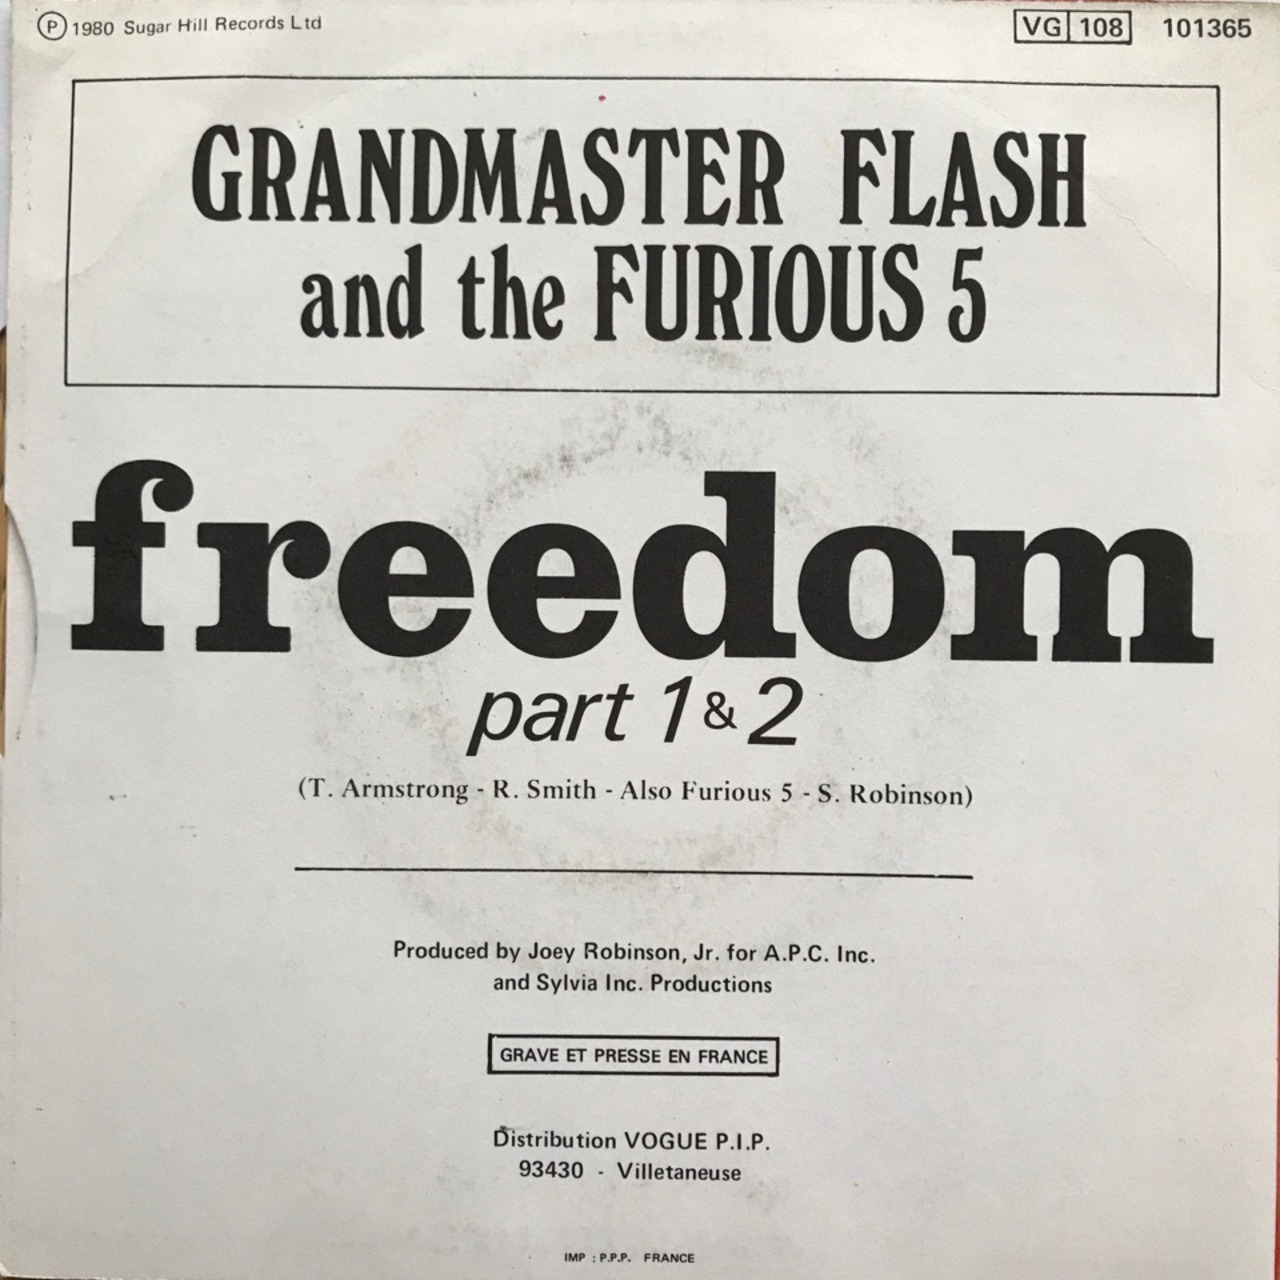 ℗ 1980 Sugar Hill Records Ltd
VG 108 101365
GRANDMASTER FLASH
and the FURIOUS 5
freedom
part 1 & 2
(T. Armstrong - R. Smith - Also Furious 5 - S. Robinson)
Produced by Joey Robinson, Jr. for A.P.C. Inc.
and Sylvia Inc. Productions
GRAVE ET PRESSE EN FRANCE
Distribution VOGUE P.I.P.
93430 - Villetaneuse
IMP : P.P.P. FRANCE